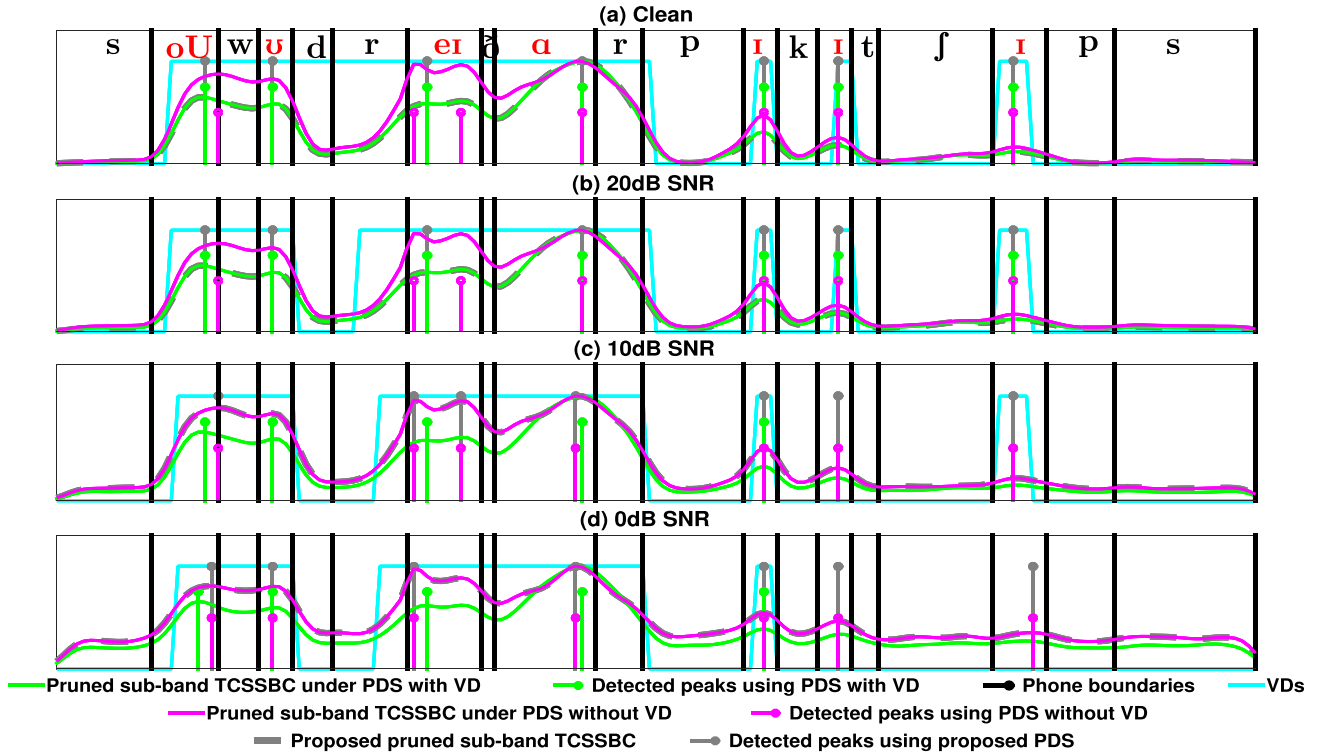 (a) Clean
s oU w ʊ d r eɪ ð ɑ r p ɪ k ɪ t ʃ ɪ p s
(b) 20dB SNR
(c) 10dB SNR
(d) 0dB SNR
Pruned sub-band TCSSBC under PDS with VD Detected peaks using PDS with VD Phone boundaries VDs
Pruned sub-band TCSSBC under PDS without VD Detected peaks using PDS without VD
Proposed pruned sub-band TCSSBC Detected peaks using proposed PDS